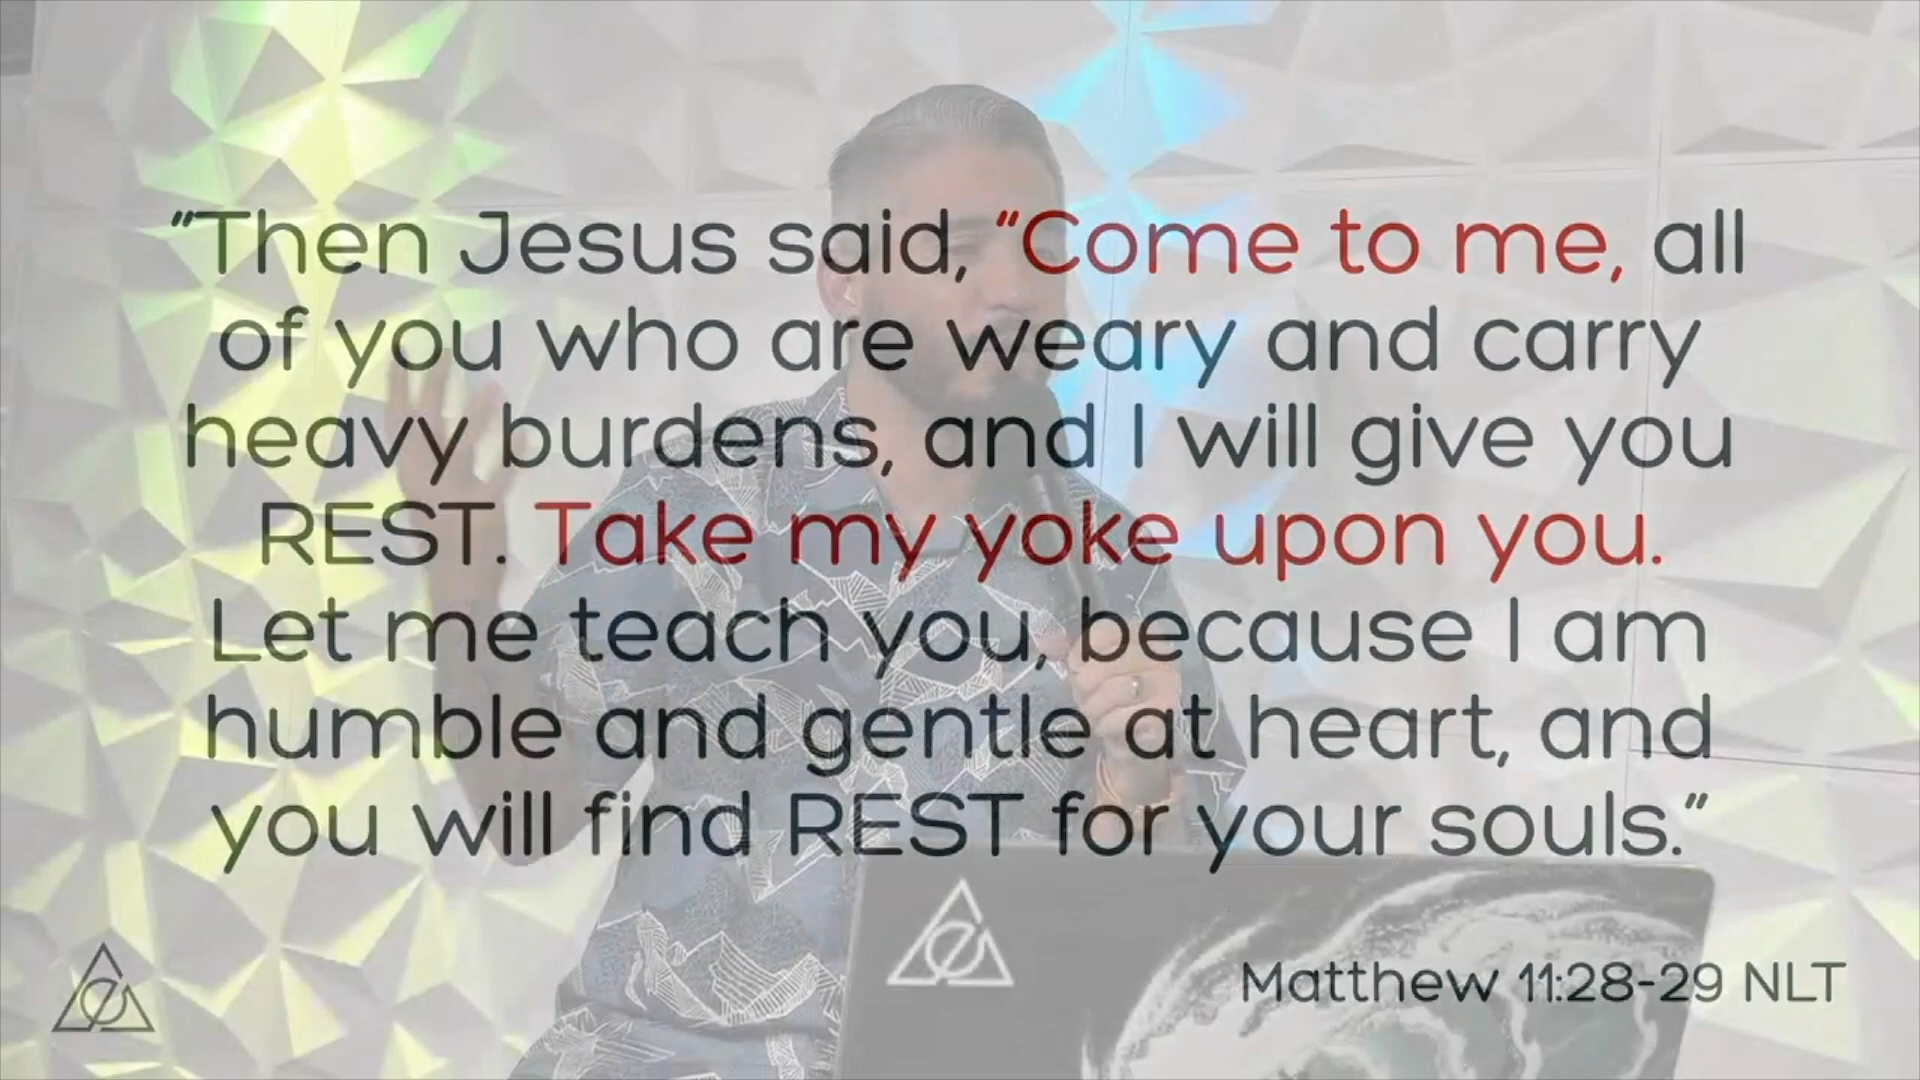 “Then Jesus said, “Come to me, all
of you who are weary and carry
heavy burdens, and I will give you
REST. Take my yoke upon you.
Let me teach you, because I am
humble and gentle at heart, and
you will find REST for your souls.”
Matthew 11:28-29 NLT